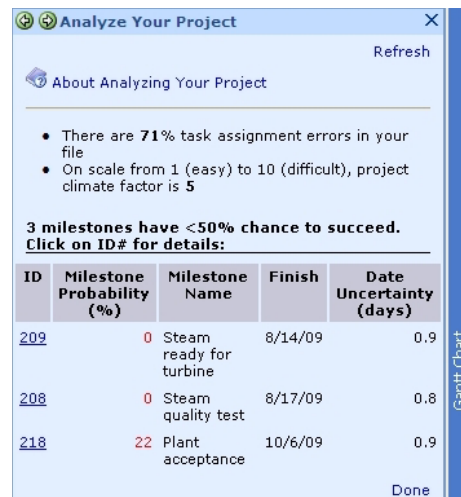 Analyze Your Project
Refresh
About Analyzing Your Project
There are 71% task assignment errors in your
file
On scale from 1 (easy) to 10 (difficult), project
climate factor is 5
3 milestones have <50% chance to succeed.
Click on ID# for details:
ID Milestone Probability (%) Milestone Name Finish Date Uncertainty (days)
209 0 Steam ready for turbine 8/14/09 0.9
208 0 Steam quality test 8/17/09 0.8
218 22 Plant acceptance 10/6/09 0.9
Done
Gantt Chart